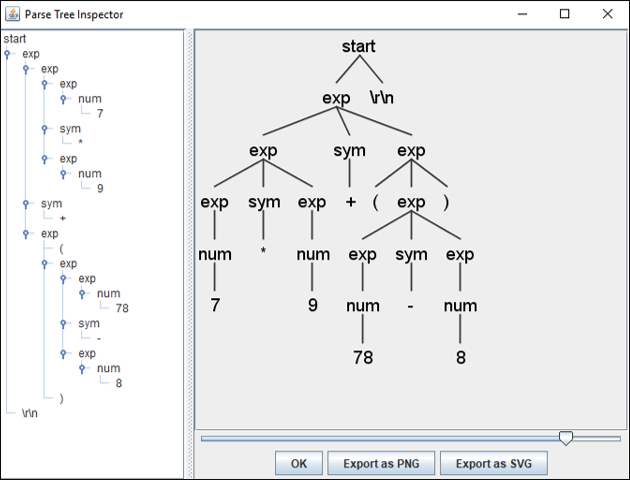 Parse Tree Inspector
start
exp
exp
exp
num
7
sym
*
exp
num
9
sym
+
exp
(
exp
exp
num
78
sym
-
exp
num
8
)
\r\n
start
exp \r\n
exp sym exp
exp sym exp + ( exp )
num * num exp sym exp
7 9 num - num
78 8
OK Export as PNG Export as SVG